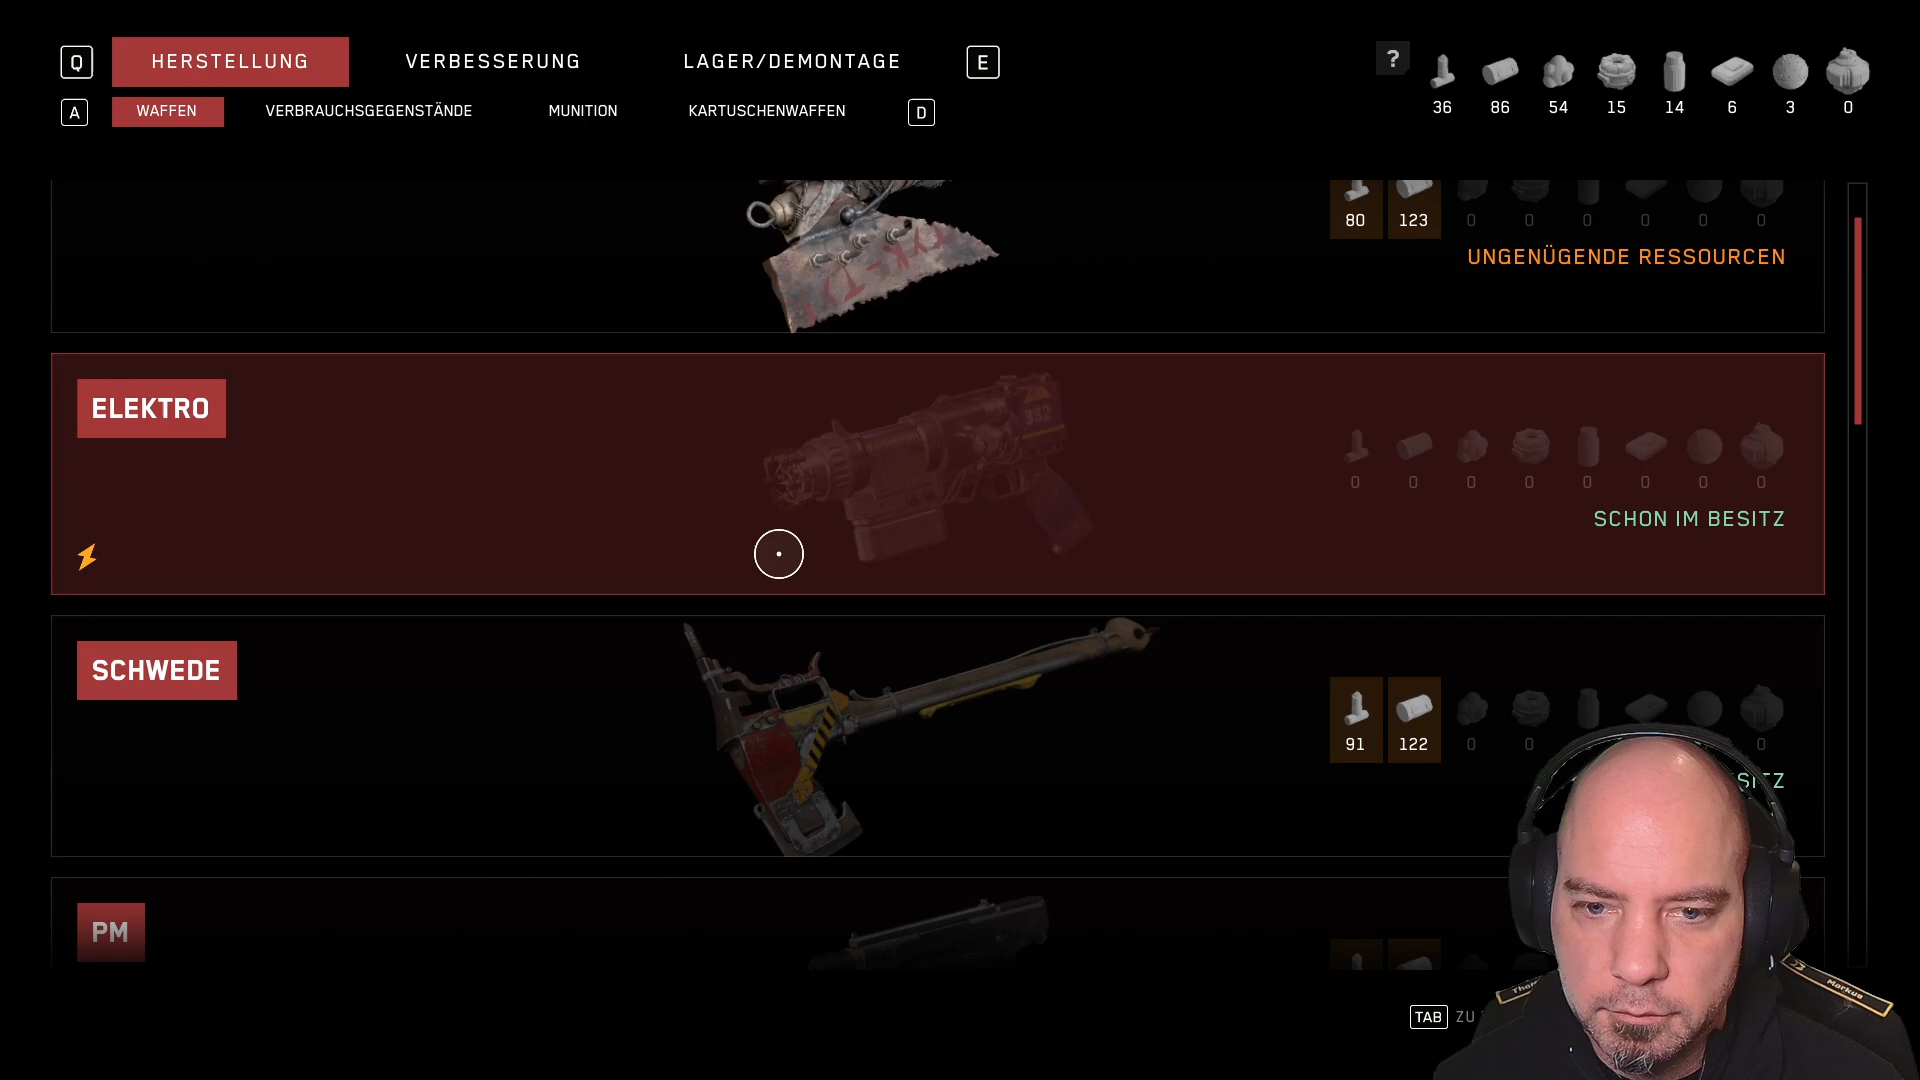 Q HERSTELLUNG VERBESSERUNG LAGER/DEMONTAGE E ?
36 86 54 15 14 6 3 0
A WAFFEN VERBRAUCHSGEGENSTÄNDE MUNITION KARTUSCHENWAFFEN D
80 123 0 0 0 0 0 0
UNGENÜGENDE RESSOURCEN
332
ELEKTRO
0 0 0 0 0 0 0 0
SCHON IM BESITZ
SCHWEDE
91 122 0 0 0
PM
TAB ZU
Markus